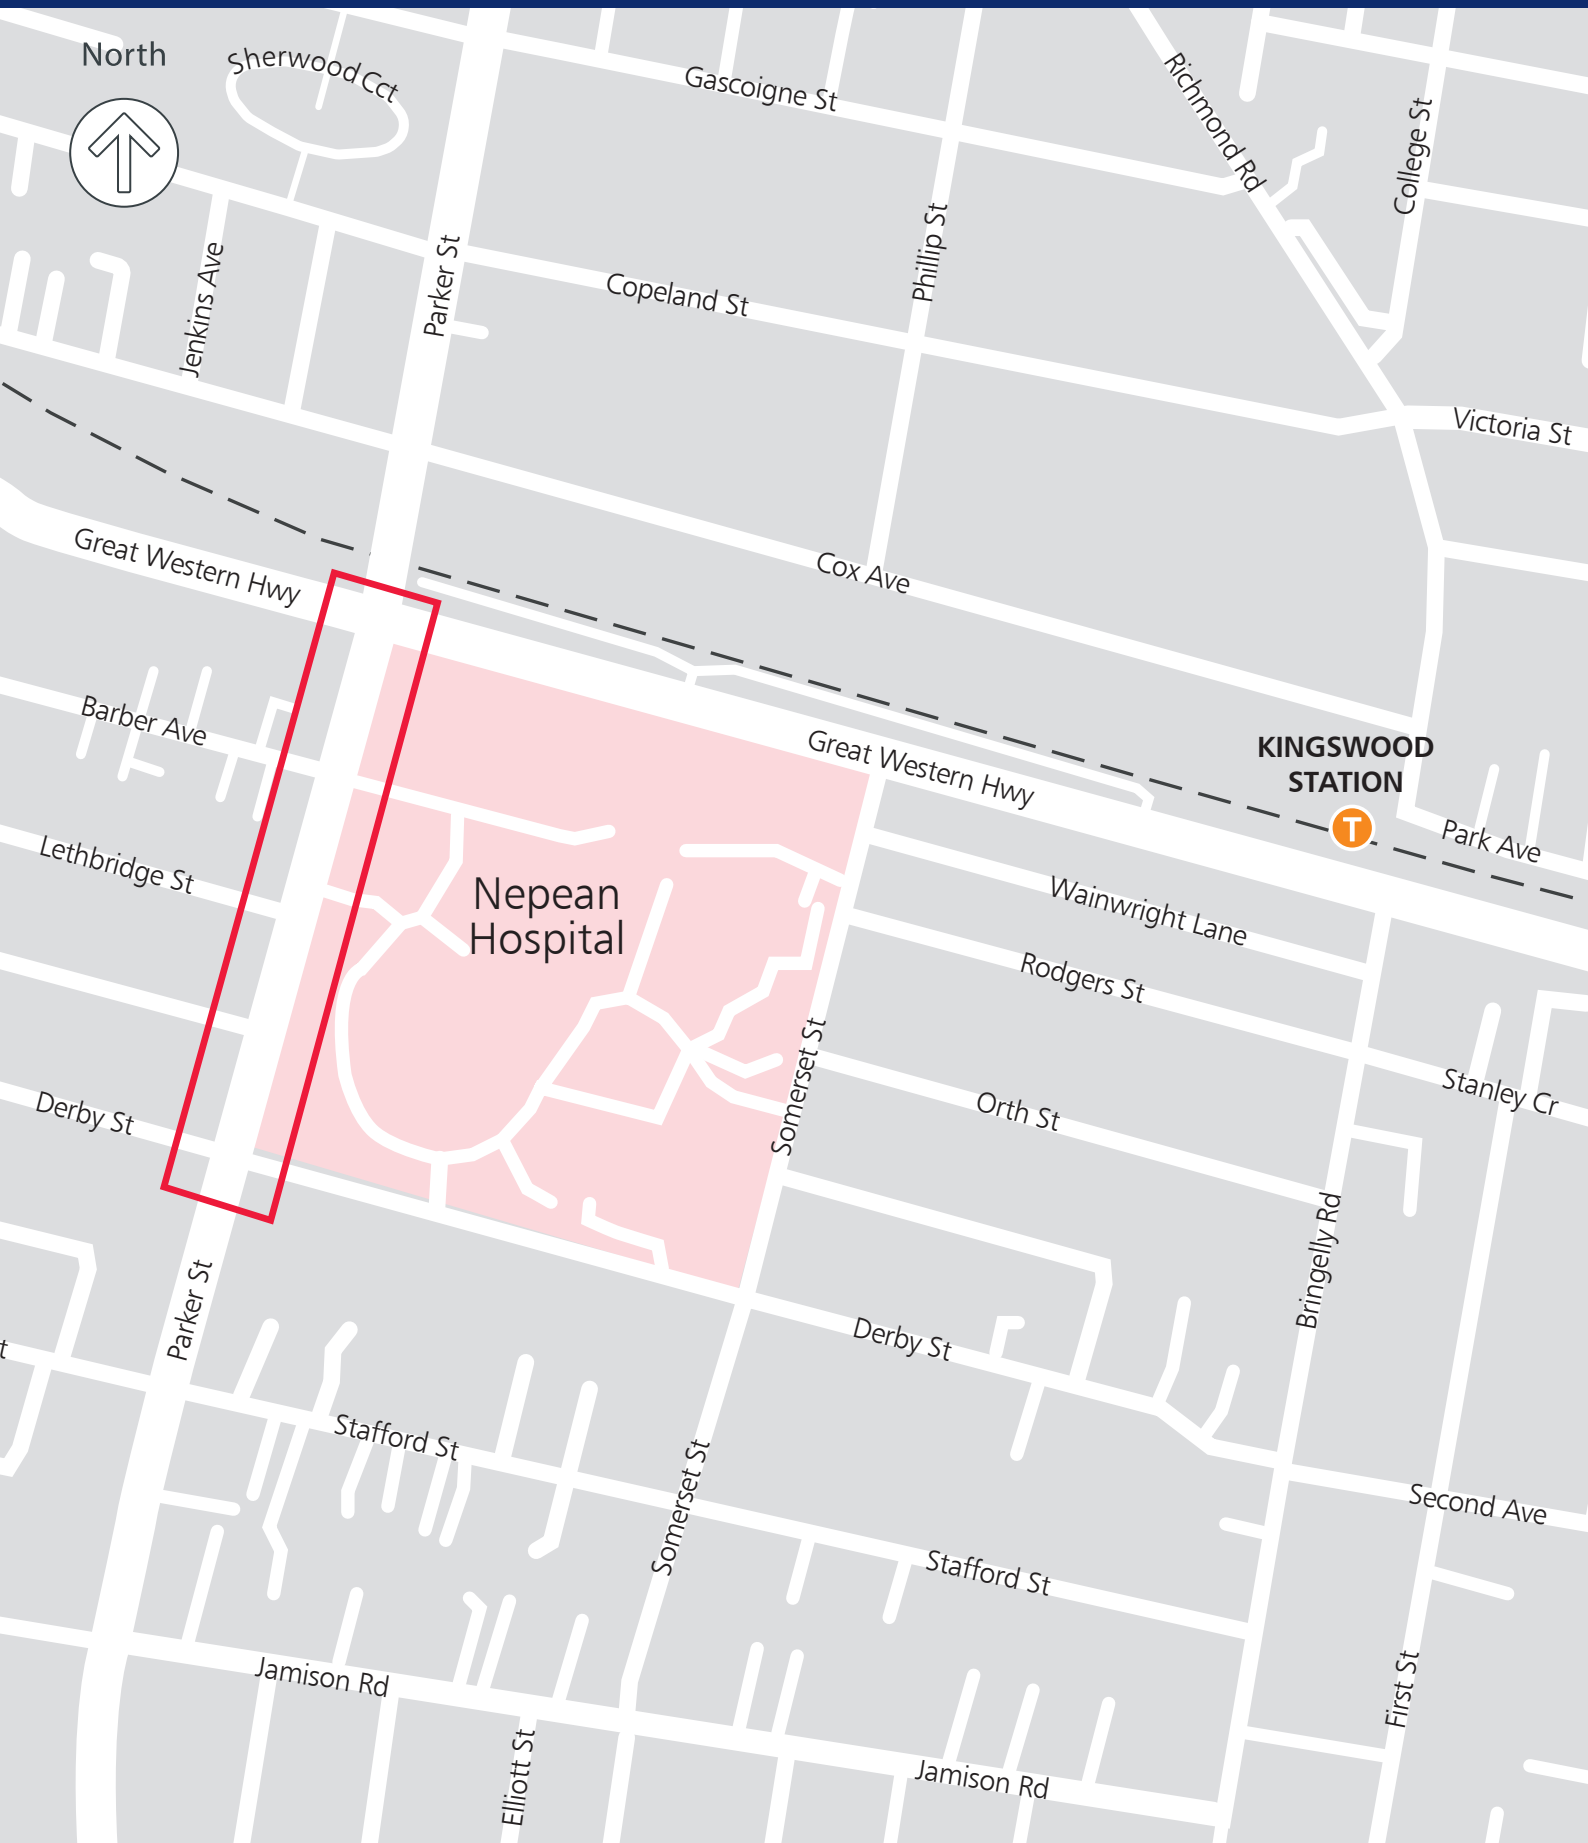 North
Sherwood Cct
Gascoigne St
Richmond Rd
College St
Jenkins Ave
Parker St
Phillip St
Copeland St
Victoria St
Great Western Hwy
Cox Ave
Barber Ave
Great Western Hwy
KINGSWOOD
STATION
T
Park Ave
Lethbridge St
Nepean
Hospital
Wainwright Lane
Rodgers St
Somerset St
Stanley Cr
Derby St
Orth St
Bringelly Rd
Parker St
Derby St
t
Stafford St
Somerset St
Second Ave
Stafford St
Jamison Rd
First St
Elliott St
Jamison Rd